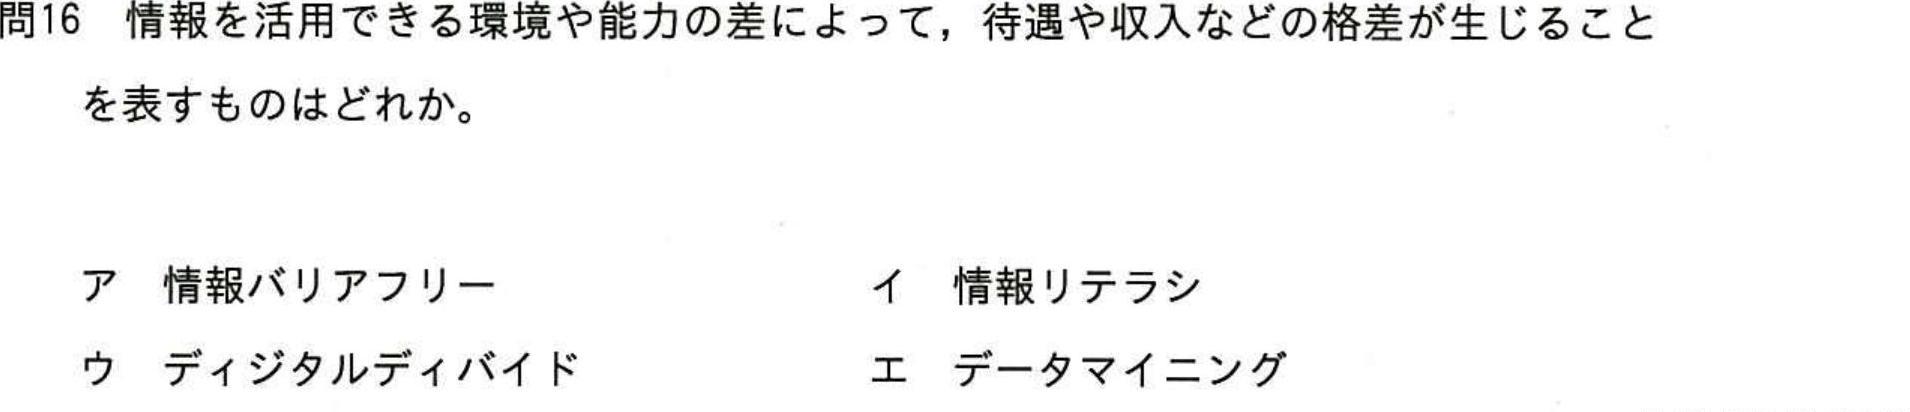 問16 情報を活用できる環境や能力の差によって，待遇や収入などの格差が生じること
を表すものはどれか。
ア 情報バリアフリー イ 情報リテラシ
ウ ディジタルディバイド エ データマイニング